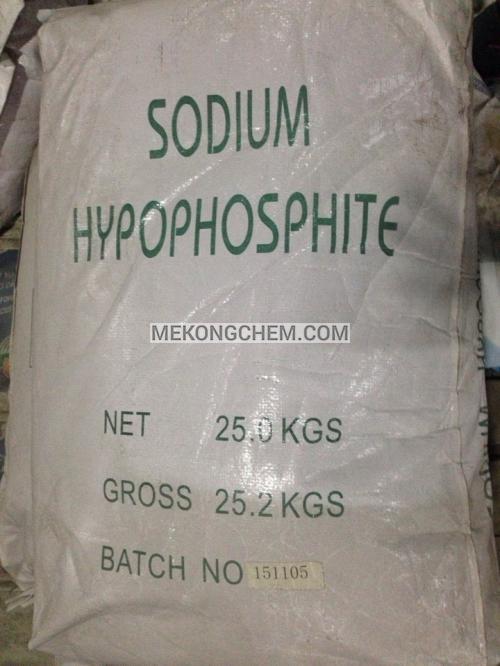 SODIUM
HYPOPHOSPHITE
MEKONGCHEM.COM
NET 25.0 KGS
GROSS 25.2 KGS
BATCH NO 151105